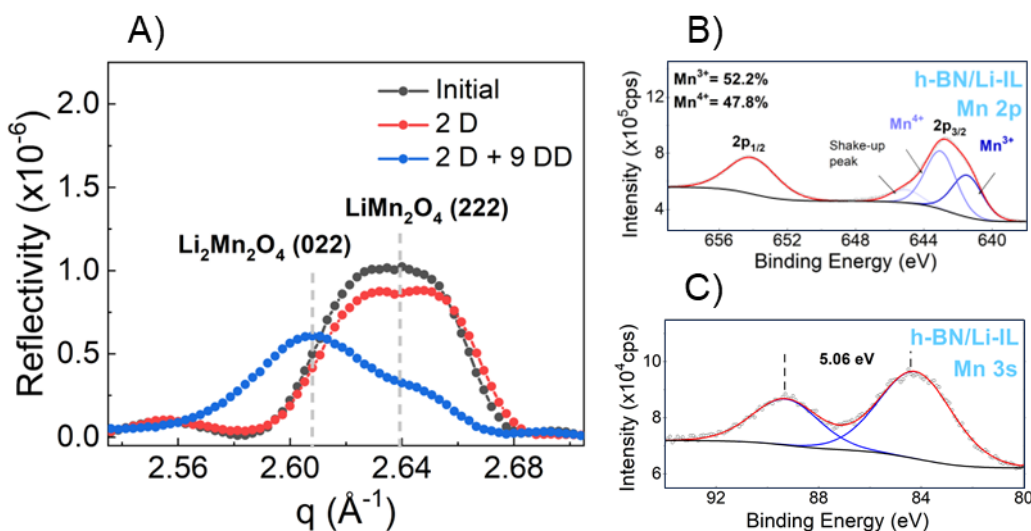 A)
Reflectivity (x10⁻⁶)
2.0
1.5
1.0
0.5
0.0
Initial
2 D
2 D + 9 DD
LiMn₂O₄ (222)
Li₂Mn₂O₄ (022)
2.56
2.60
2.64
2.68
q (Å⁻¹)
B)
Intensity (x10⁵cps)
12
8
4
Mn³⁺= 52.2%
Mn⁴⁺= 47.8%
h-BN/Li-IL
Mn 2p
2p₁/₂
Shake-up
peak
Mn⁴⁺
2p₃/₂
Mn³⁺
656
652
648
644
640
Binding Energy (eV)
C)
Intensity (x10⁴cps)
10
8
6
5.06 eV
h-BN/Li-IL
Mn 3s
92
88
84
80
Binding Energy (eV)